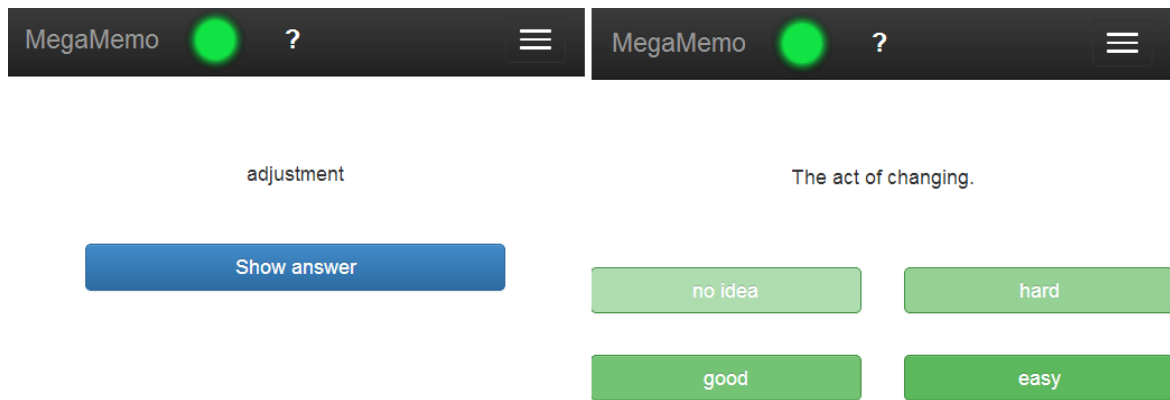 MegaMemo ?
adjustment
Show answer
MegaMemo ?
The act of changing.
no idea hard
good easy